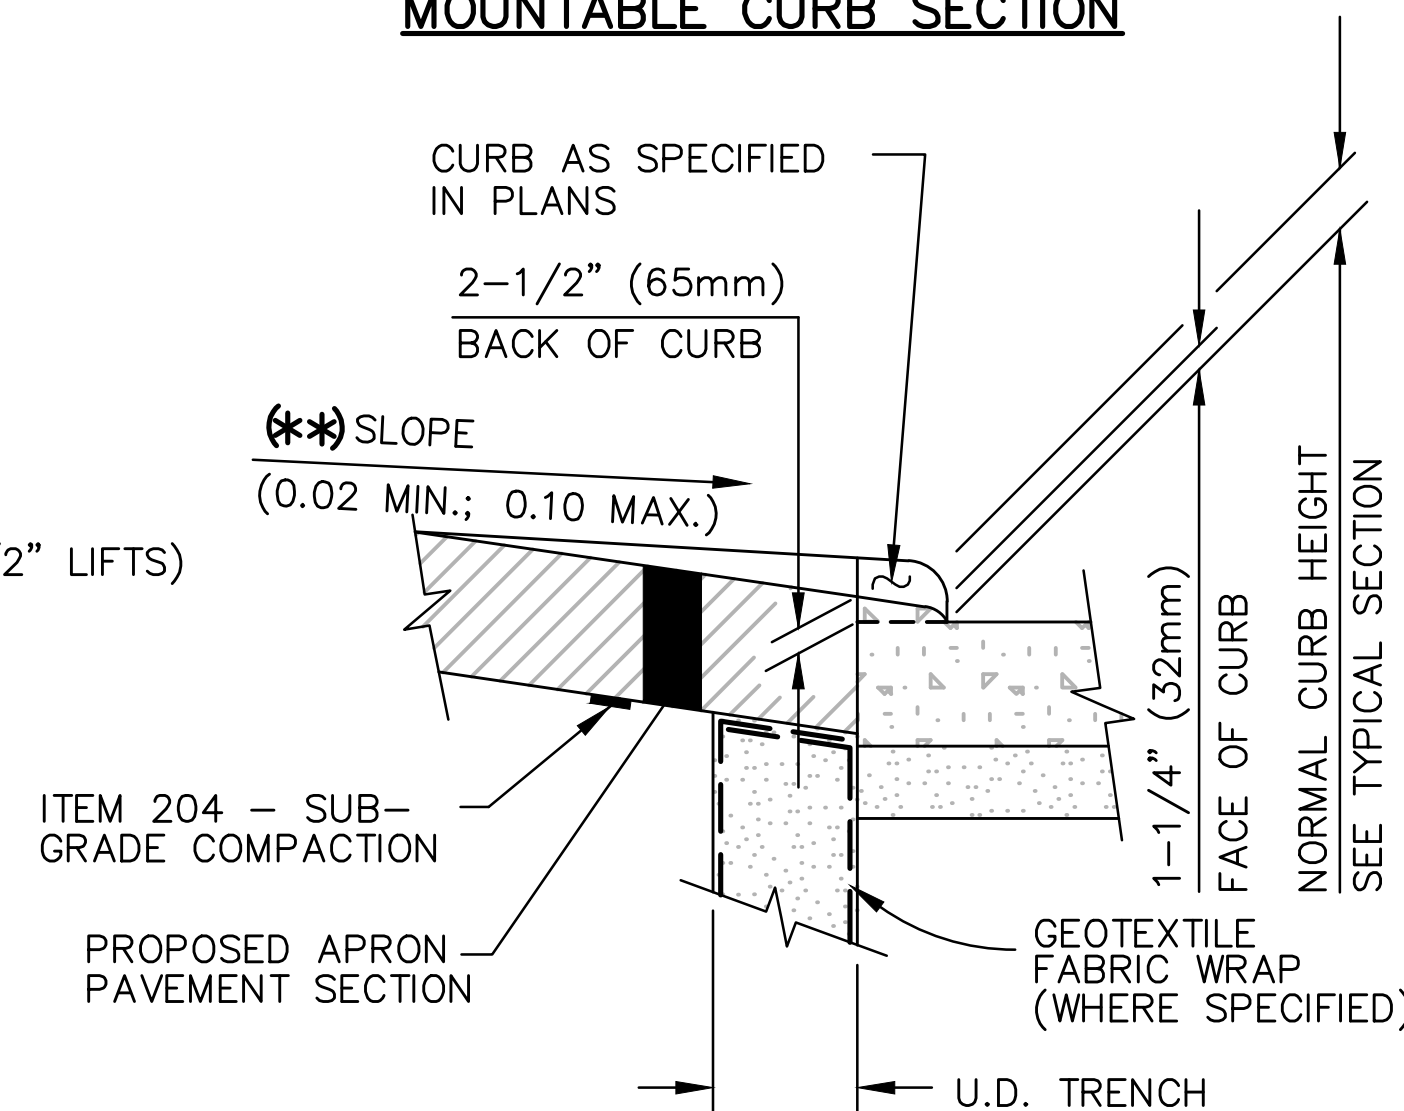 MOUNTABLE CURB SECTION
CURB AS SPECIFIED
IN PLANS
2-1/2" (65mm)
BACK OF CURB
(**) SLOPE
(0.02 MIN.; 0.10 MAX.)
/2" LIFTS)
ITEM 204 - SUB-
GRADE COMPACTION
PROPOSED APRON
PAVEMENT SECTION
1-1/4" (32mm)
FACE OF CURB
NORMAL CURB HEIGHT
SEE TYPICAL SECTION
GEOTEXTILE
FABRIC WRAP
(WHERE SPECIFIED)
U.D. TRENCH